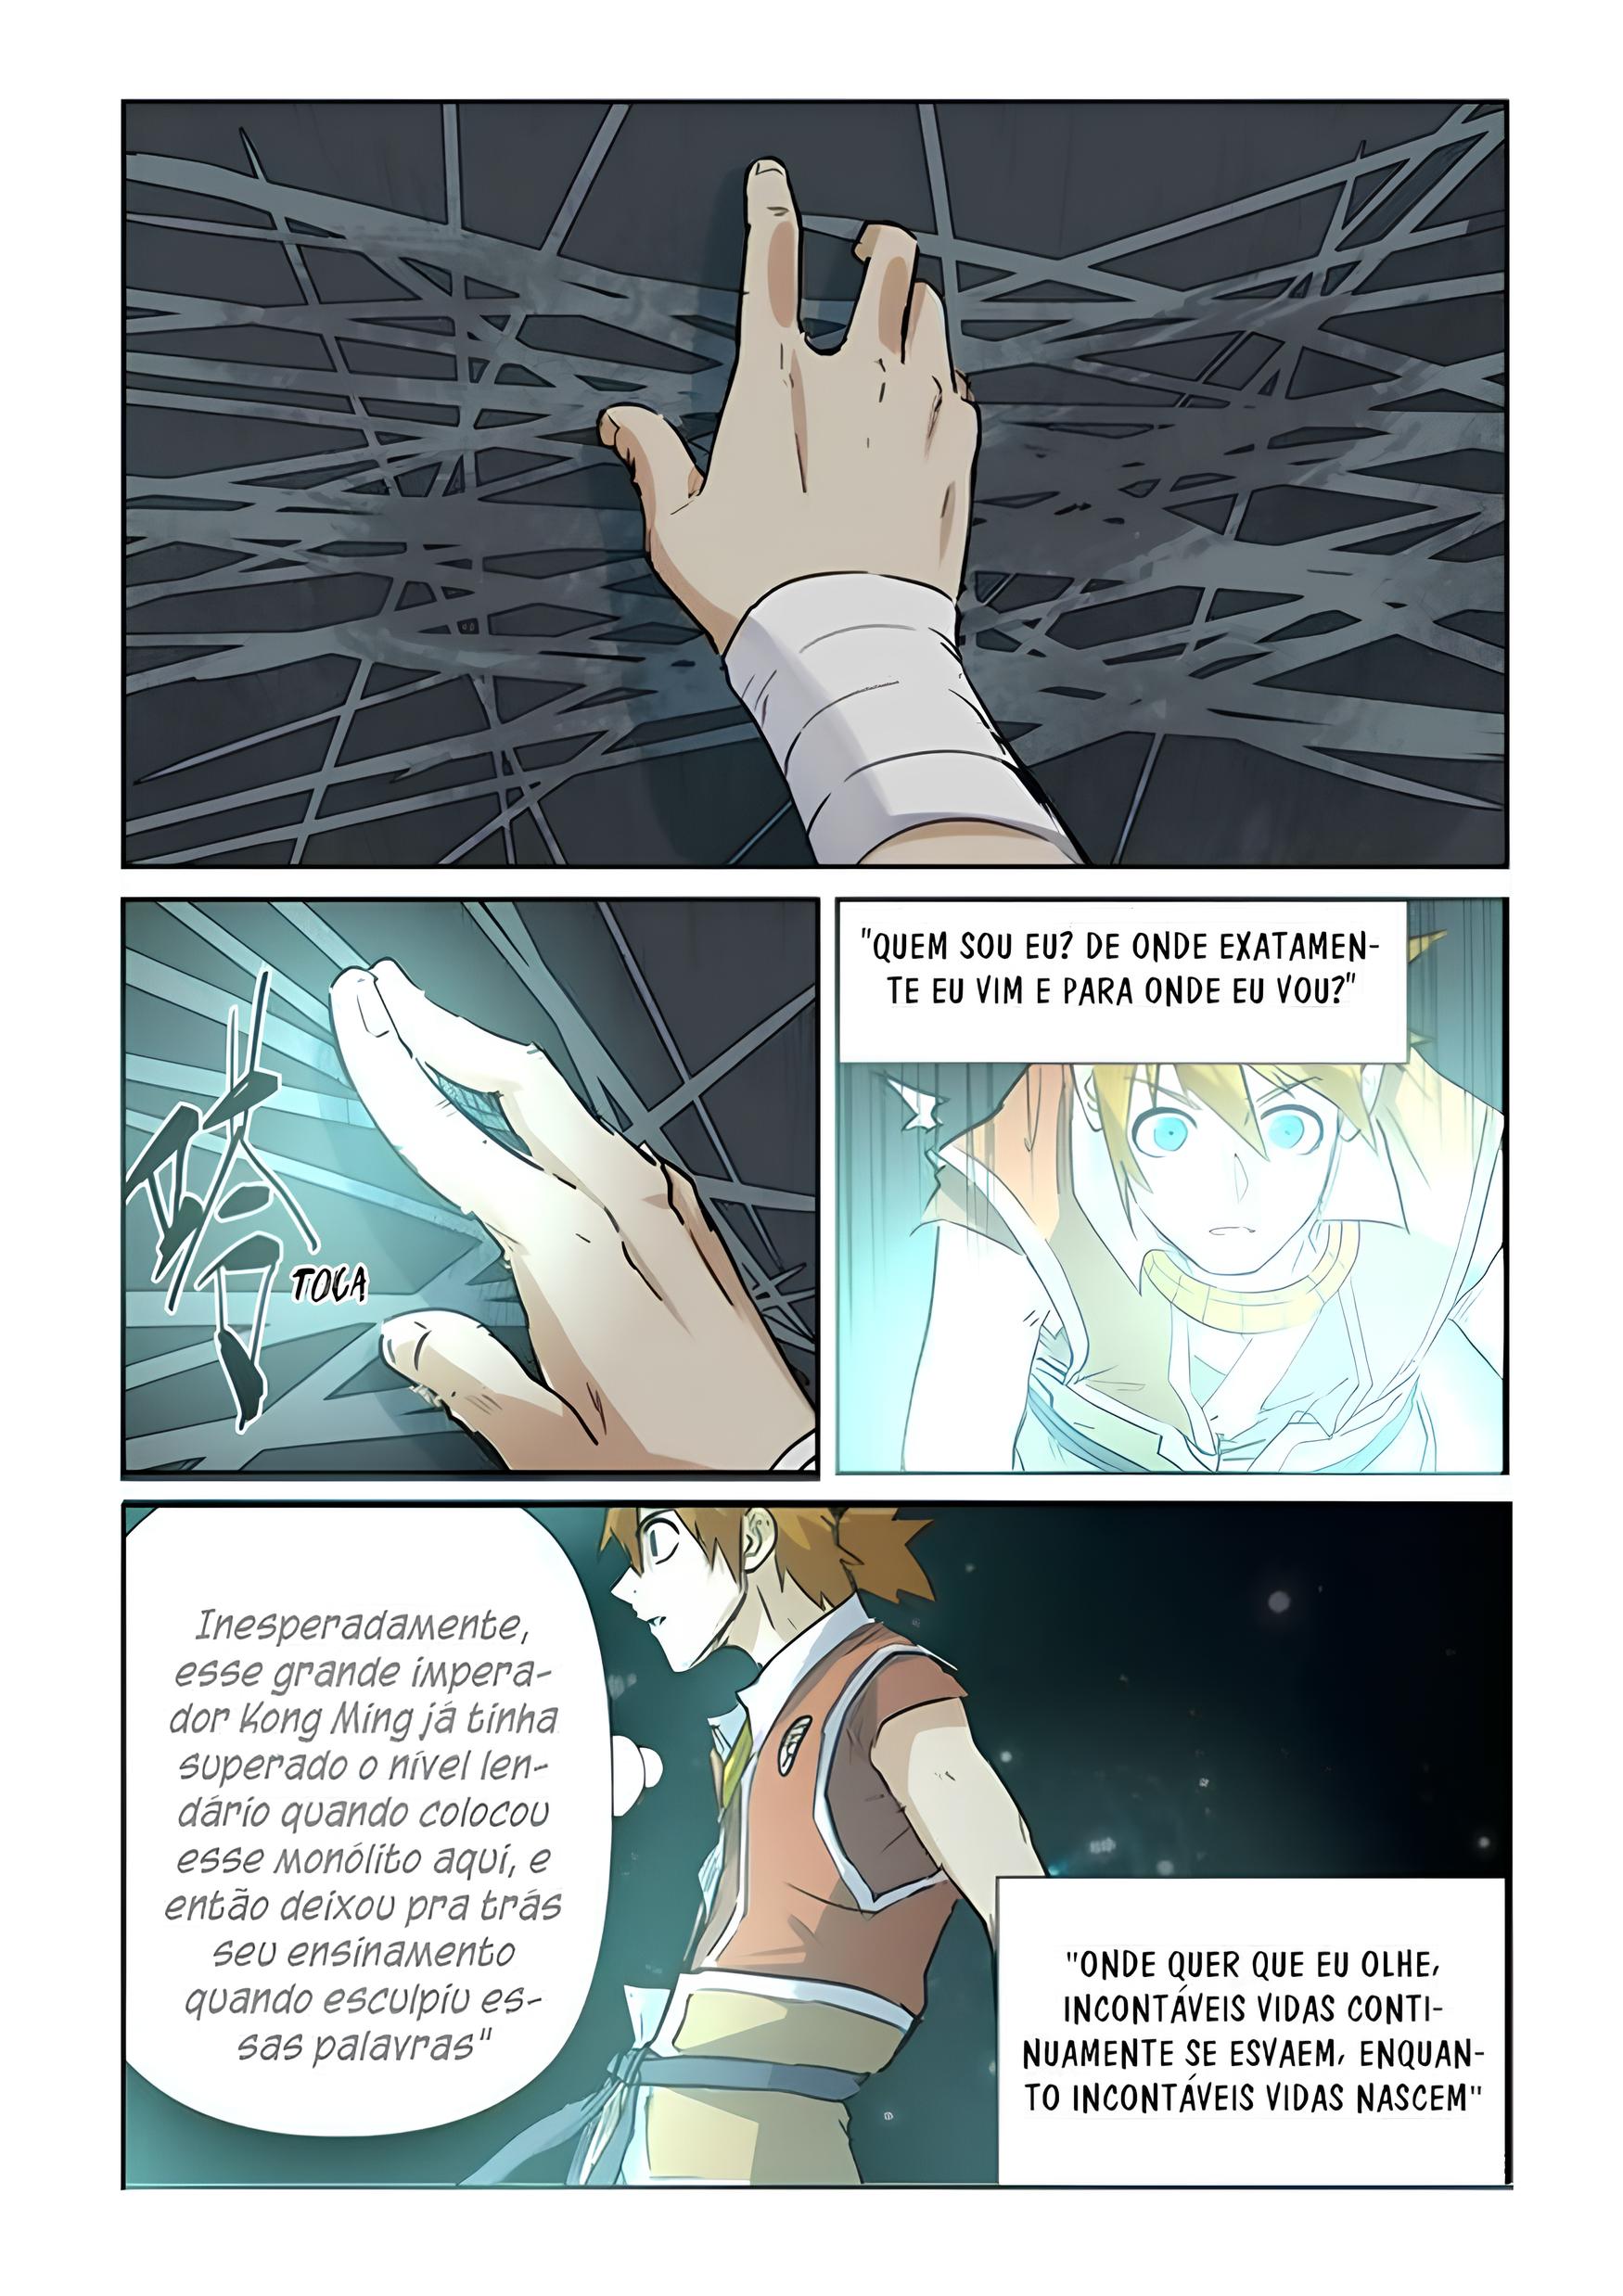 "QUEM SOU EU? DE ONDE EXATAMEN-
TE EU VIM E PARA ONDE EU VOU?"
TOCA
Inesperadamente,
esse grande impera-
dor Kong Ming já tinha
superado o nível len-
dário quando colocou
esse monólito aqui, e
então deixou pra trás
seu ensinamento
quando esculpiu es-
sas palavras"
"ONDE QUER QUE EU OLHE,
INCONTÁVEIS VIDAS CONTI-
NUAMENTE SE ESVAEM, ENQUAN-
TO INCONTÁVEIS VIDAS NASCEM"